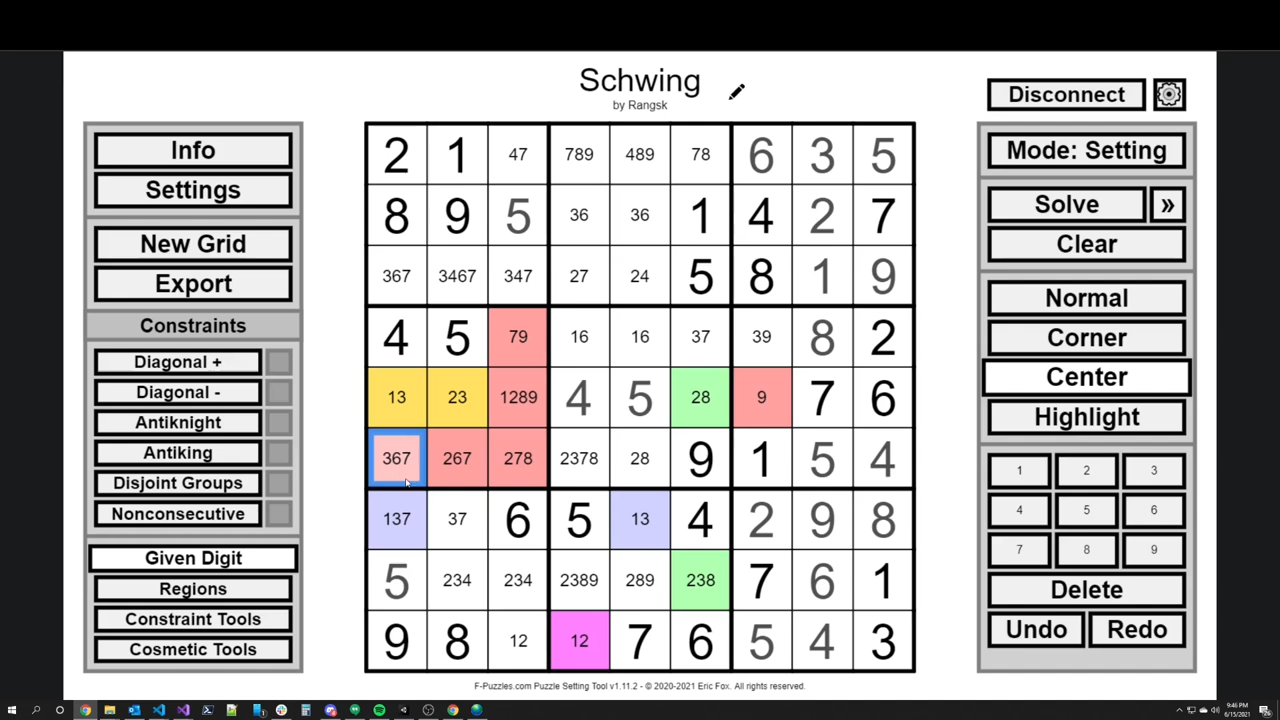 Schwing
by Rangsk
Disconnect
Info
Settings
New Grid
Export
Constraints
Diagonal +
Diagonal -
Antiknight
Antiking
Disjoint Groups
Nonconsecutive
Given Digit
Regions
Constraint Tools
Cosmetic Tools
2 1 47 789 489 78 6 3 5
8 9 5 36 36 1 4 2 7
367 3467 347 27 24 5 8 1 9
4 5 79 16 16 37 39 8 2
13 23 1289 4 5 28 9 7 6
367 267 278 2378 28 9 1 5 4
137 37 6 5 13 4 2 9 8
5 234 234 2389 289 238 7 6 1
9 8 12 12 7 6 5 4 3
Mode: Setting
Solve »
Clear
Normal
Corner
Center
Highlight
1 2 3
4 5 6
7 8 9
Delete
Undo Redo
F-Puzzles.com Puzzle Setting Tool v1.11.2 - © 2020-2021 Eric Fox. All rights reserved.
9:46 PM
6/15/2021